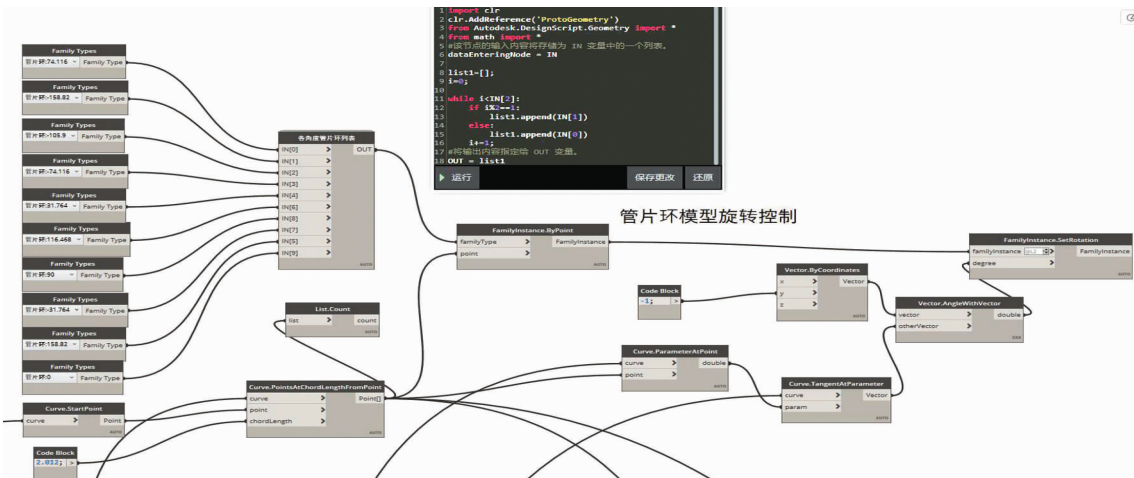 1 import clr
2 clr.AddReference('ProtoGeometry')
3 from Autodesk.DesignScript.Geometry import *
4 from math import *
5 #该节点的输入内容将存储为 IN 变量中的一个列表。
6 dataEnteringNode = IN
7
8 list1=[];
9 i=0;
10
11 while i<IN[2]:
12 if i%2==1:
13 list1.append(IN[1])
14 else:
15 list1.append(IN[0])
16 i+=1;
17 #将输出内容指定给 OUT 变量。
18 OUT = list1
运行 保存更改 还原
Family Types
管片环:74.116 Family Type
Family Types
管片环:-158.82 Family Type
Family Types
管片环:-105.9 Family Type
Family Types
管片环:-74.116 Family Type
Family Types
管片环:31.764 Family Type
Family Types
管片环:116.468 Family Type
Family Types
管片环:90 Family Type
Family Types
管片环:-31.764 Family Type
Family Types
管片环:158.82 Family Type
Family Types
管片环:0 Family Type
各角度管片环列表
IN[0] > OUT
IN[1] >
IN[2] >
IN[3] >
IN[4] >
IN[6] >
IN[8] >
IN[7] >
IN[5] >
IN[9] >
AUTO
管片环模型旋转控制
FamilyInstance.ByPoint
familyType > FamilyInstance
point >
AUTO
FamilyInstance.SetRotation
familyInstance > FamilyInstance
degree >
AUTO
Vector.ByCoordinates
x > Vector
y >
z >
AUTO
Code Block
-1; >
Vector.AngleWithVector
vector > double
otherVector >
List.Count
list > count
AUTO
Curve.ParameterAtPoint
curve > double
point >
AUTO
Curve.TangentAtParameter
curve > Vector
param >
AUTO
Curve.PointsAtChordLengthFromPoint
curve > Point[]
point >
chordLength >
AUTO
Curve.StartPoint
curve > Point
AUTO
Code Block
2.012; >